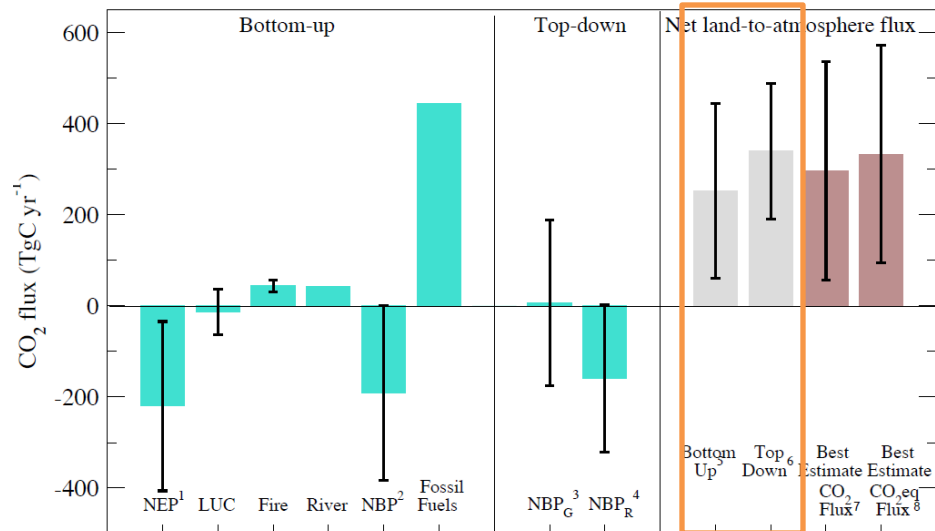 Bottom-up
Top-down
Net land-to-atmosphere flux
CO₂ flux (TgC yr⁻¹)
600
400
200
0
-200
-400
NEP¹
LUC
Fire
River
NBP²
Fossil
Fuels
NBP_G³
NBP_R⁴
Bottom
Up⁵
Top
Down⁶
Best
Estimate
CO₂
Flux⁷
Best
Estimate
CO₂eq
Flux⁸